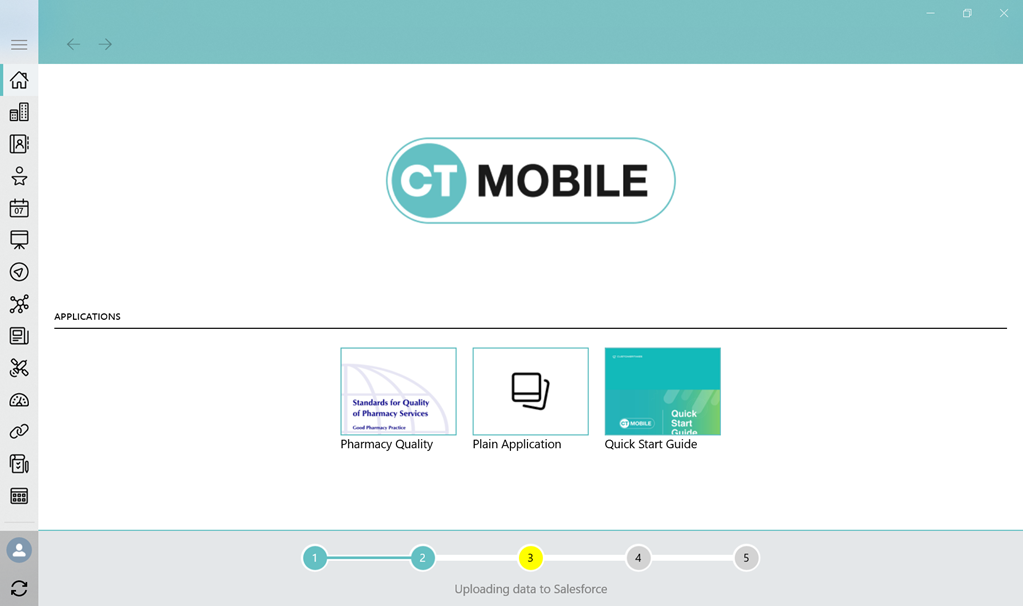 CT MOBILE
07
APPLICATIONS
Standards for Quality
of Pharmacy Services
Good Pharmacy Practice
CT MOBILE
Quick
Start
Guide
Pharmacy Quality
Plain Application
Quick Start Guide
1
2
3
4
5
Uploading data to Salesforce